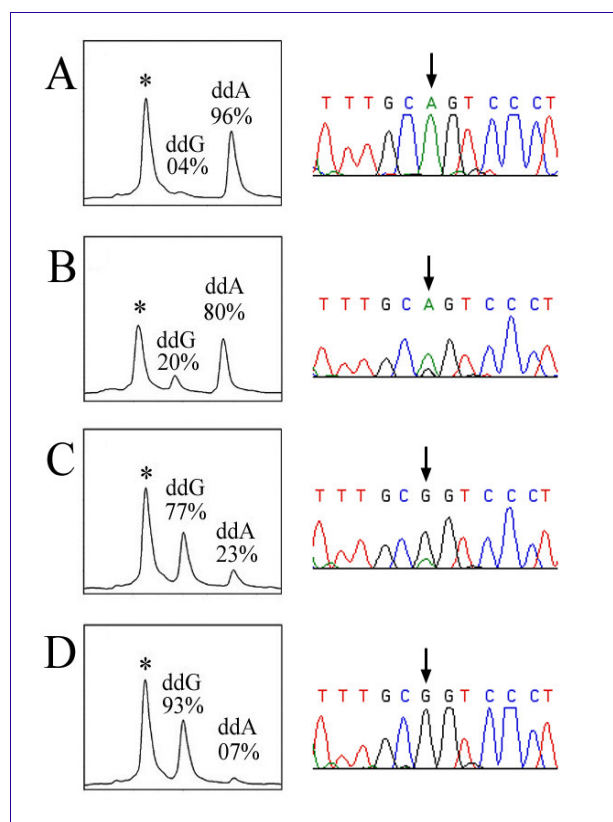 A
*
ddG
04%
ddA
96%
T T T G C A G T C C C T
B
*
ddG
20%
ddA
80%
T T T G C A G T C C C T
C
*
ddG
77%
ddA
23%
T T T G C G G T C C C T
D
*
ddG
93%
ddA
07%
T T T G C G G T C C C T